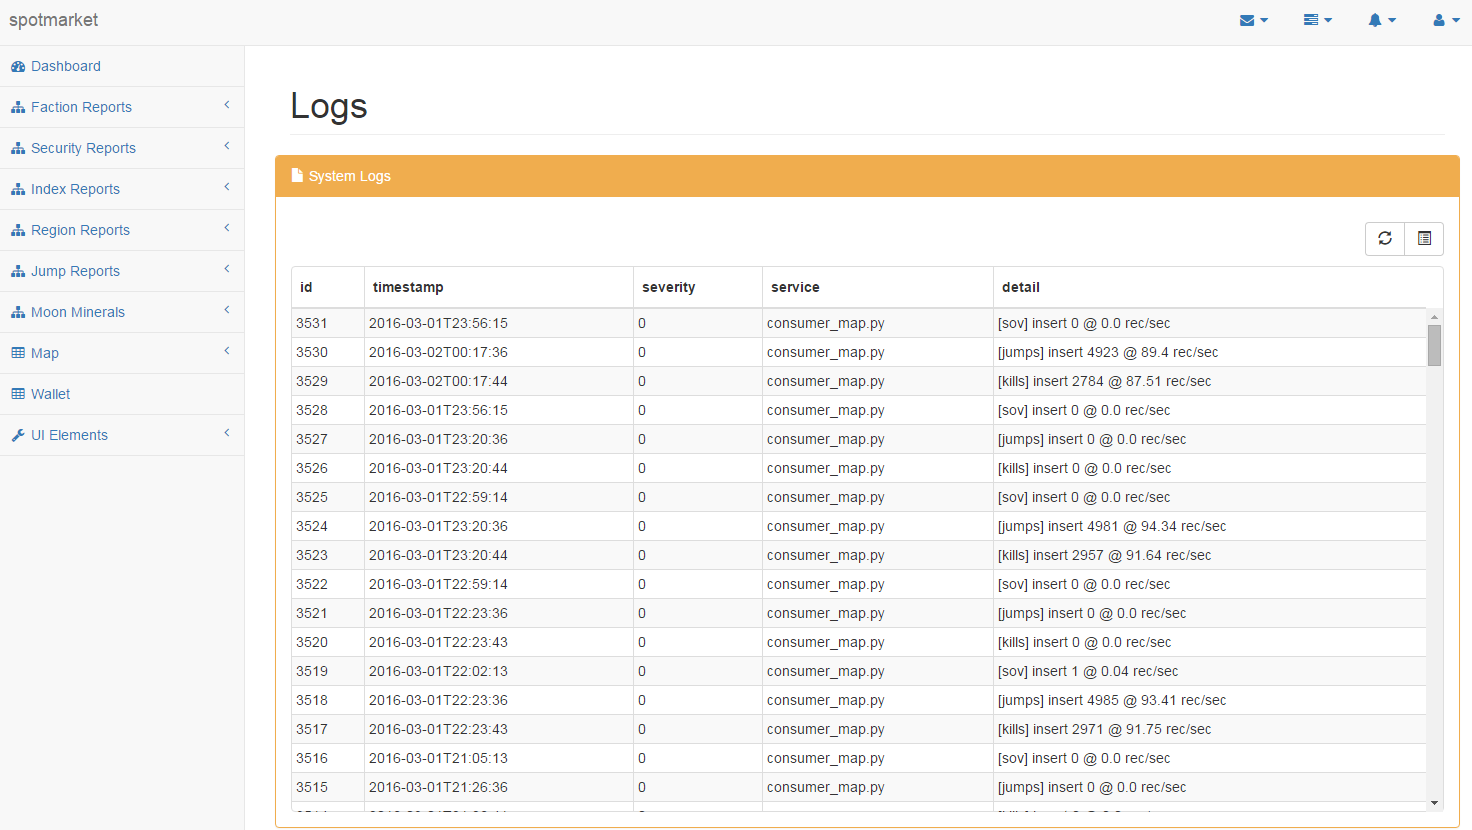 spotmarket
Dashboard
Faction Reports
Security Reports
Index Reports
Region Reports
Jump Reports
Moon Minerals
Map
Wallet
UI Elements
Logs
System Logs
id timestamp severity service detail
3531 2016-03-01T23:56:15 0 consumer_map.py [sov] insert 0 @ 0.0 rec/sec
3530 2016-03-02T00:17:36 0 consumer_map.py [jumps] insert 4923 @ 89.4 rec/sec
3529 2016-03-02T00:17:44 0 consumer_map.py [kills] insert 2784 @ 87.51 rec/sec
3528 2016-03-01T23:56:15 0 consumer_map.py [sov] insert 0 @ 0.0 rec/sec
3527 2016-03-01T23:20:36 0 consumer_map.py [jumps] insert 0 @ 0.0 rec/sec
3526 2016-03-01T23:20:44 0 consumer_map.py [kills] insert 0 @ 0.0 rec/sec
3525 2016-03-01T22:59:14 0 consumer_map.py [sov] insert 0 @ 0.0 rec/sec
3524 2016-03-01T23:20:36 0 consumer_map.py [jumps] insert 4981 @ 94.34 rec/sec
3523 2016-03-01T23:20:44 0 consumer_map.py [kills] insert 2957 @ 91.64 rec/sec
3522 2016-03-01T22:59:14 0 consumer_map.py [sov] insert 0 @ 0.0 rec/sec
3521 2016-03-01T22:23:36 0 consumer_map.py [jumps] insert 0 @ 0.0 rec/sec
3520 2016-03-01T22:23:43 0 consumer_map.py [kills] insert 0 @ 0.0 rec/sec
3519 2016-03-01T22:02:13 0 consumer_map.py [sov] insert 1 @ 0.04 rec/sec
3518 2016-03-01T22:23:36 0 consumer_map.py [jumps] insert 4985 @ 93.41 rec/sec
3517 2016-03-01T22:23:43 0 consumer_map.py [kills] insert 2971 @ 91.75 rec/sec
3516 2016-03-01T21:05:13 0 consumer_map.py [sov] insert 0 @ 0.0 rec/sec
3515 2016-03-01T21:26:36 0 consumer_map.py [jumps] insert 0 @ 0.0 rec/sec